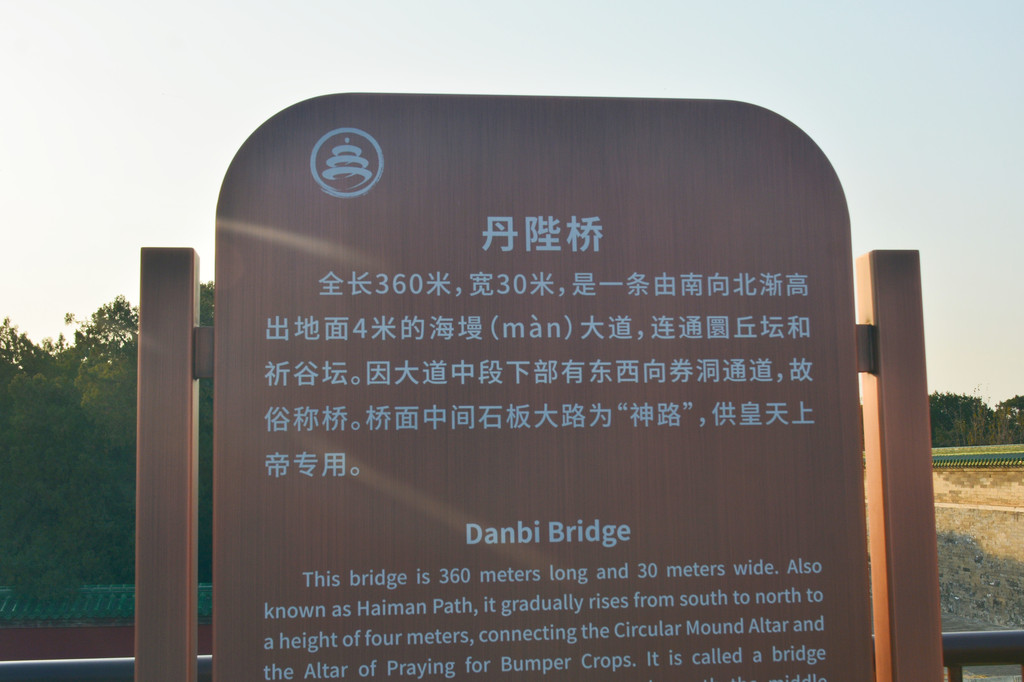 丹陛桥
全长360米，宽30米，是一条由南向北渐高
出地面4米的海墁（màn）大道，连通圜丘坛和
祈谷坛。因大道中段下部有东西向券洞通道，故
俗称桥。桥面中间石板大路为“神路”，供皇天上
帝专用。
Danbi Bridge
This bridge is 360 meters long and 30 meters wide. Also
known as Haiman Path, it gradually rises from south to north to
a height of four meters, connecting the Circular Mound Altar and
the Altar of Praying for Bumper Crops. It is called a bridge
the middle